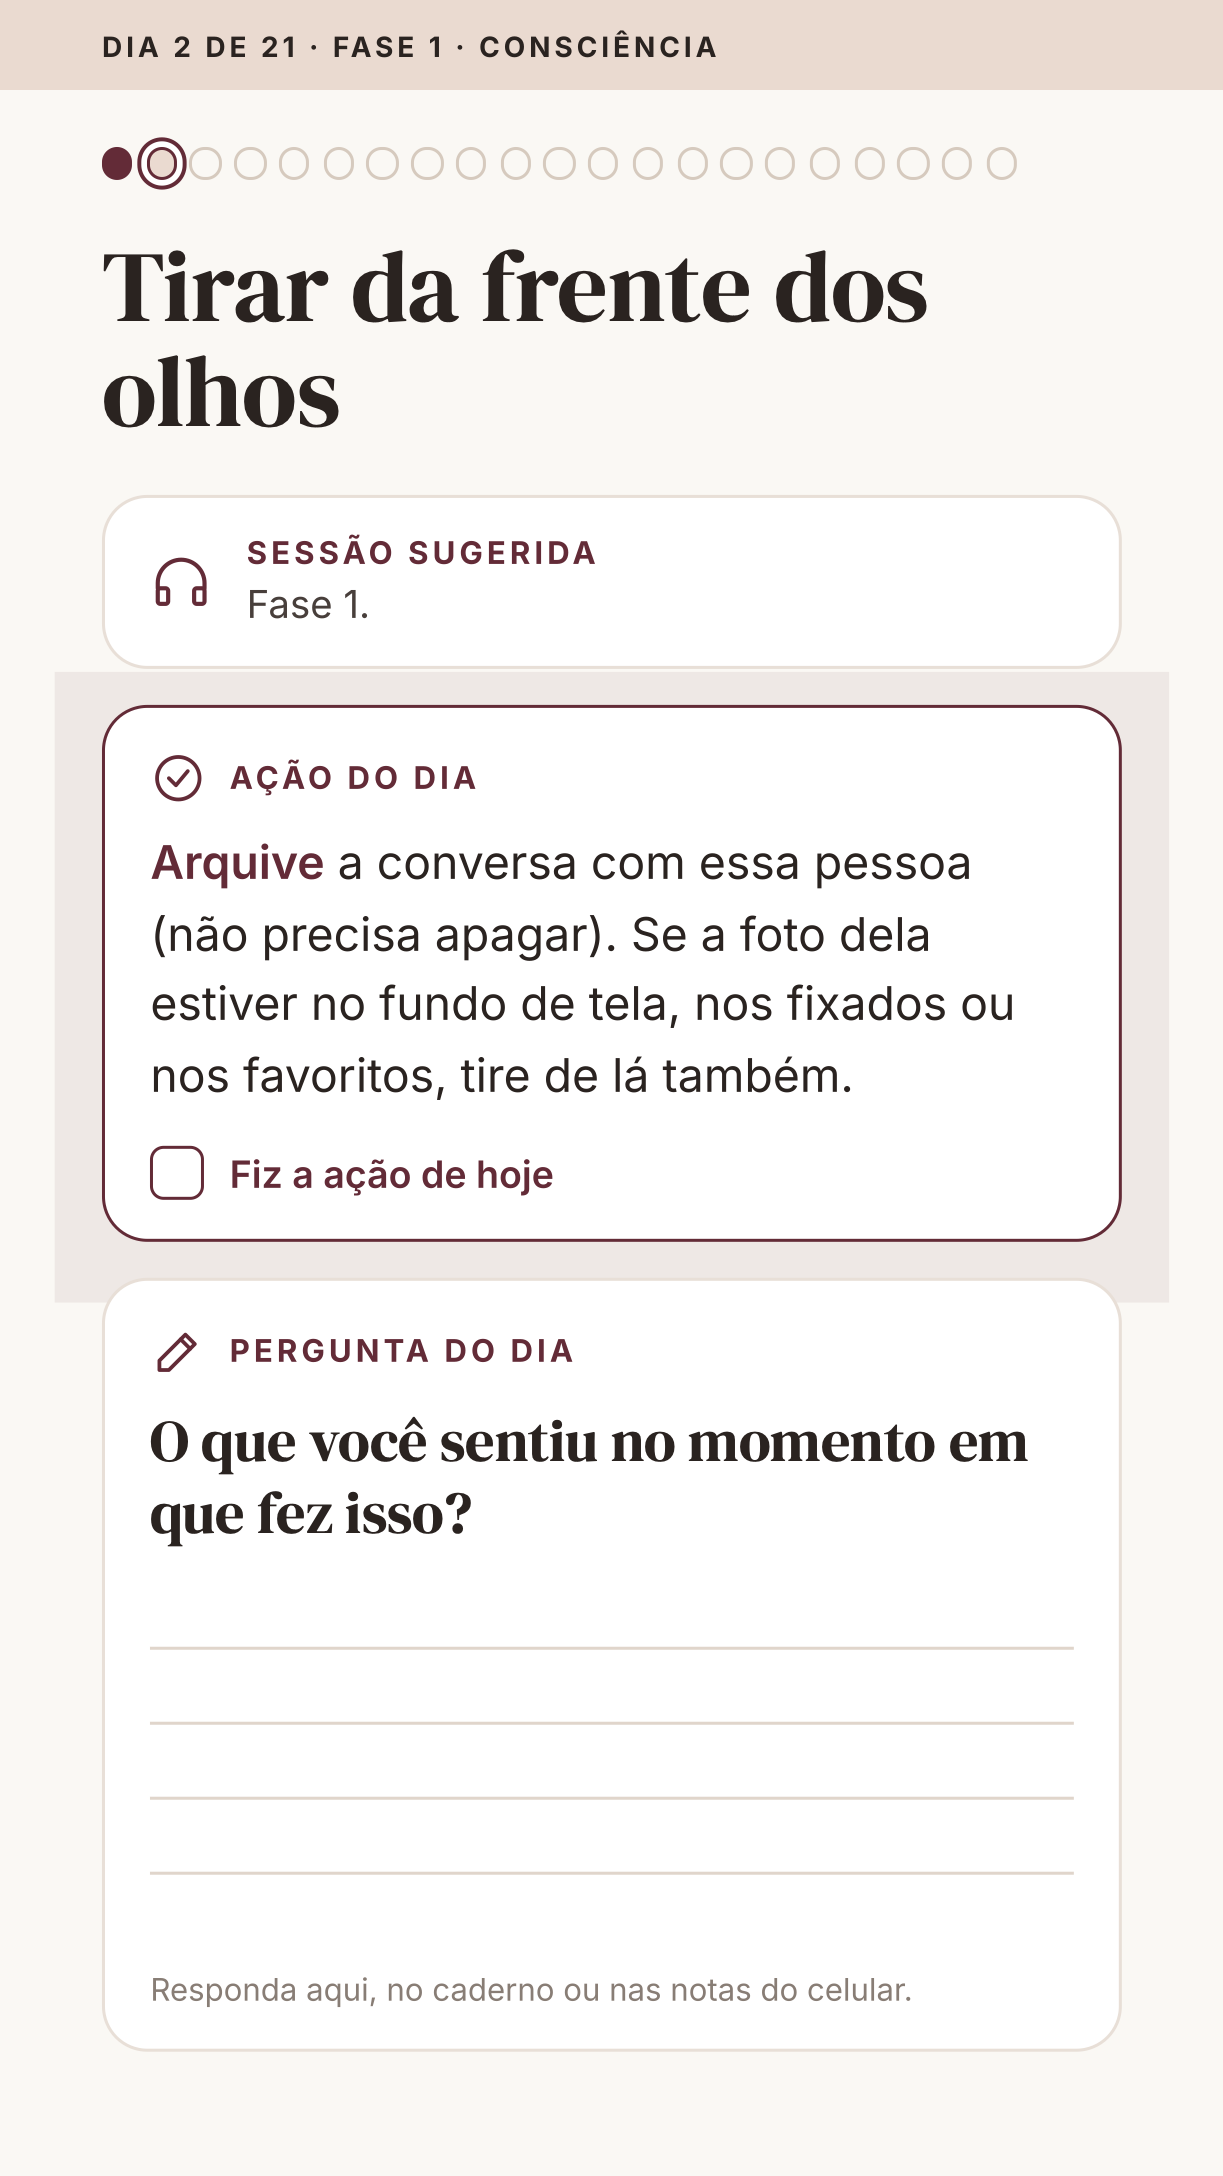 DIA 2 DE 21 · FASE 1 · CONSCIÊNCIA
Tirar da frente dos
olhos
SESSÃO SUGERIDA
Fase 1.
AÇÃO DO DIA
Arquive a conversa com essa pessoa
(não precisa apagar). Se a foto dela
estiver no fundo de tela, nos fixados ou
nos favoritos, tire de lá também.
Fiz a ação de hoje
PERGUNTA DO DIA
O que você sentiu no momento em
que fez isso?
Responda aqui, no caderno ou nas notas do celular.